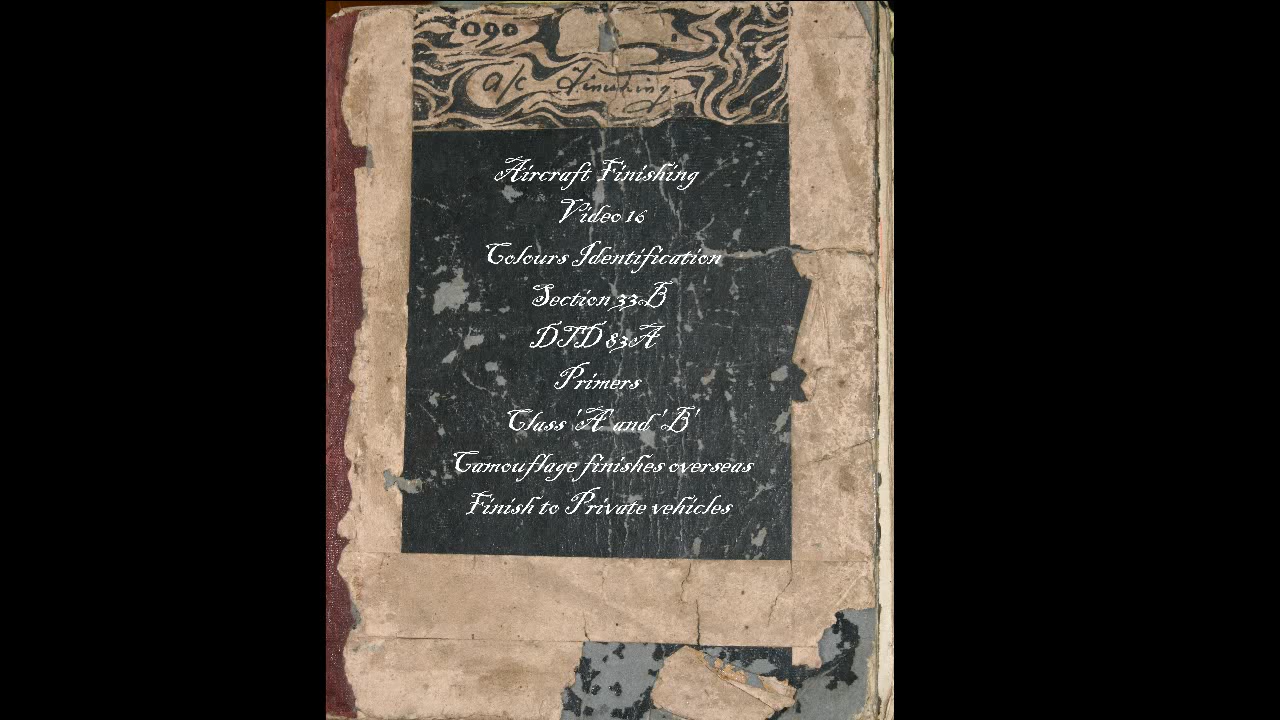 090
a/c Finishing.
Aircraft Finishing
Video 16
Colours Identification
Section 33B
DTD 83A
Primers
Class 'A' and 'B'
Camouflage finishes overseas
Finish to Private vehicles